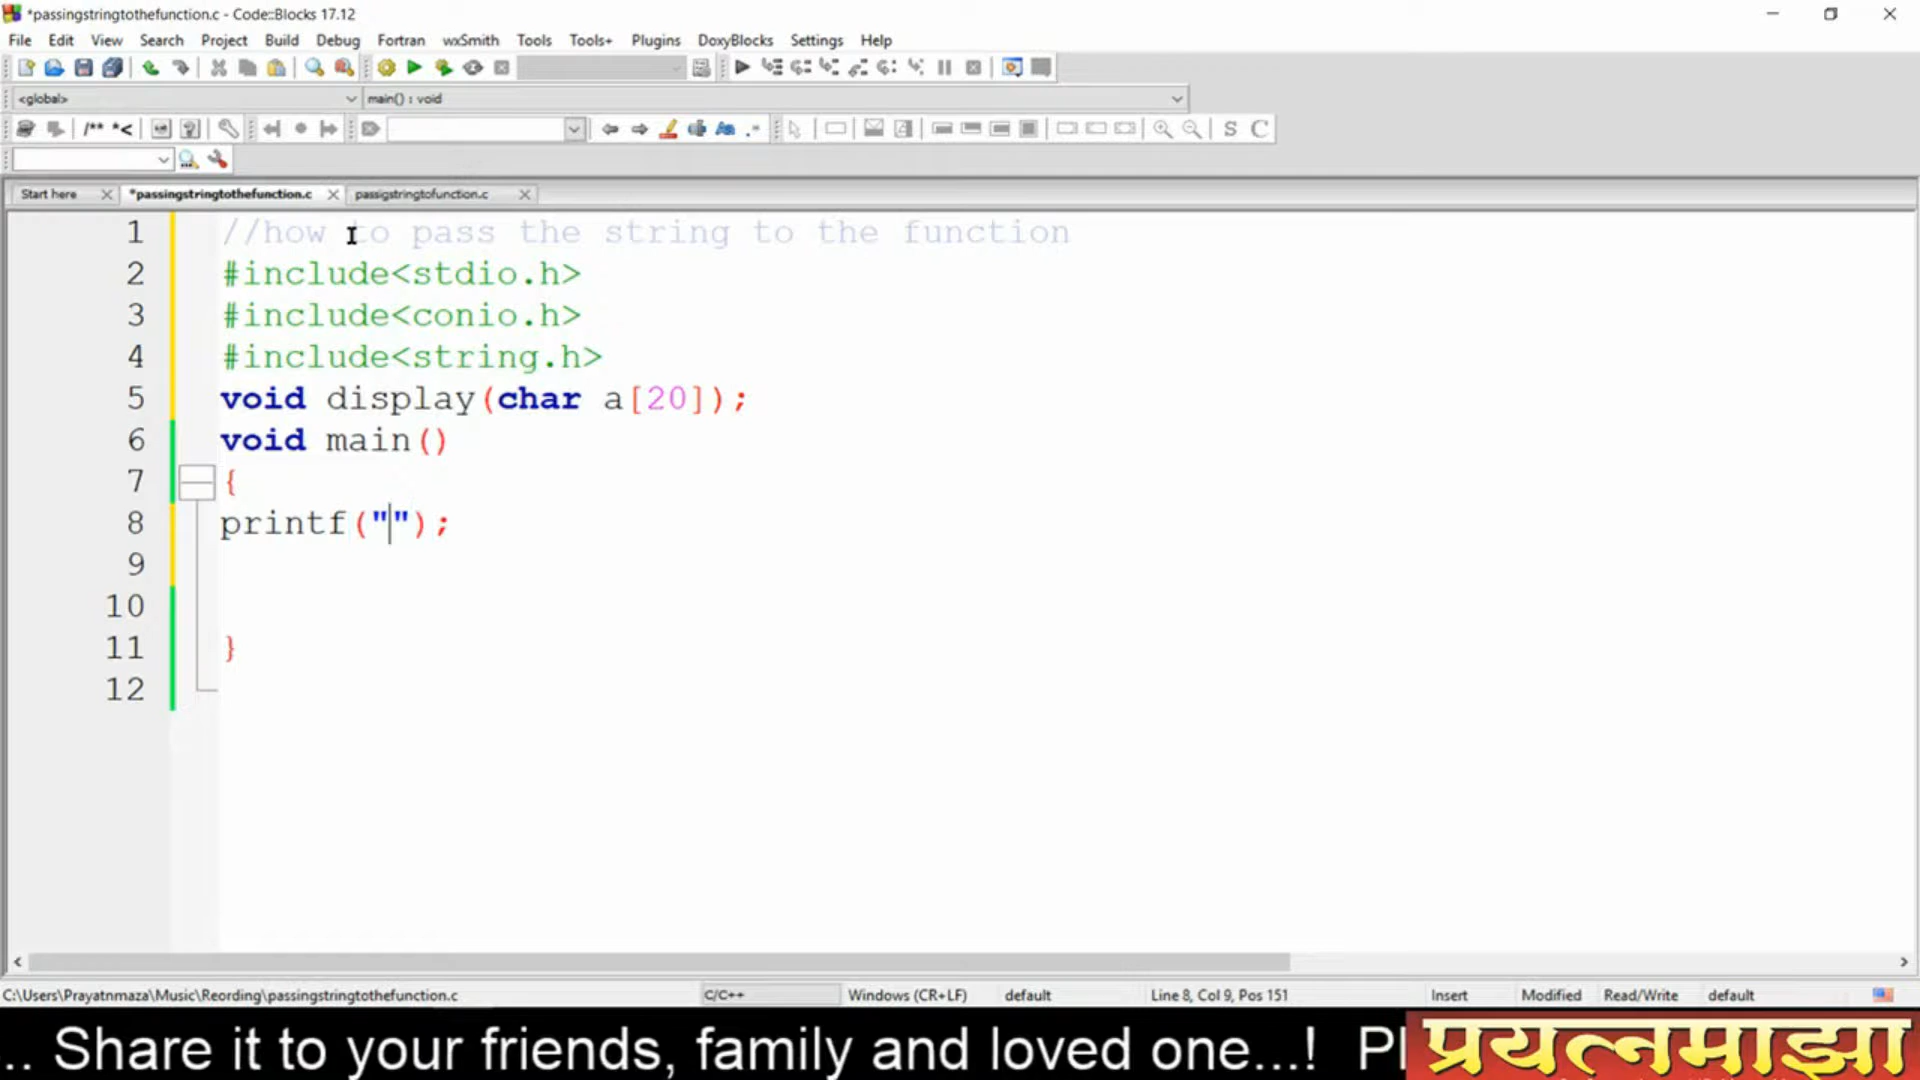 *passingstringtothefunction.c - Code::Blocks 17.12
File Edit View Search Project Build Debug Fortran wxSmith Tools Tools+ Plugins DoxyBlocks Settings Help
<global> main() : void
/** *< S C
Start here *passingstringtothefunction.c passigstringtofunction.c
1 //how to pass the string to the function
2 #include<stdio.h>
3 #include<conio.h>
4 #include<string.h>
5 void display(char a[20]);
6 void main()
7 {
8 printf("");
9
10
11 }
12
C:\Users\Prayatnmaza\Music\Reording\passingstringtothefunction.c C/C++ Windows (CR+LF) default Line 8, Col 9, Pos 151 Insert Modified Read/Write default
.. Share it to your friends, family and loved one...! Pl प्रयत्नमाझा